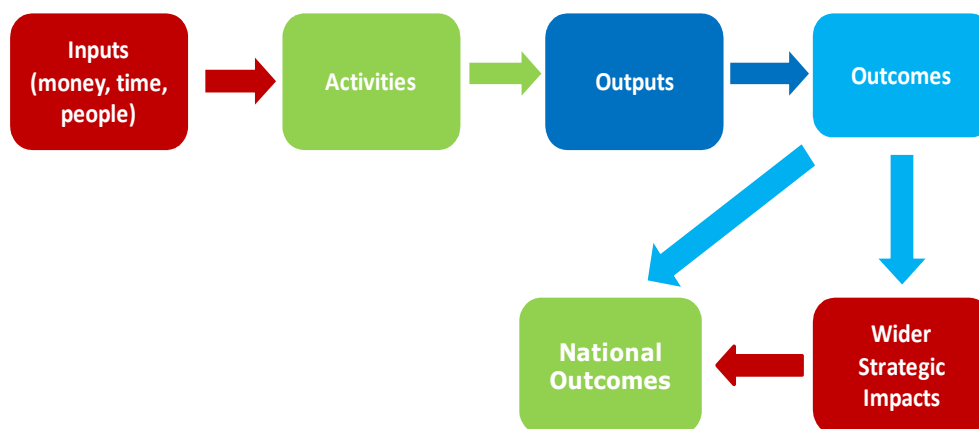 Inputs
(money, time,
people)
Activities
Outputs
Outcomes
National
Outcomes
Wider
Strategic
Impacts